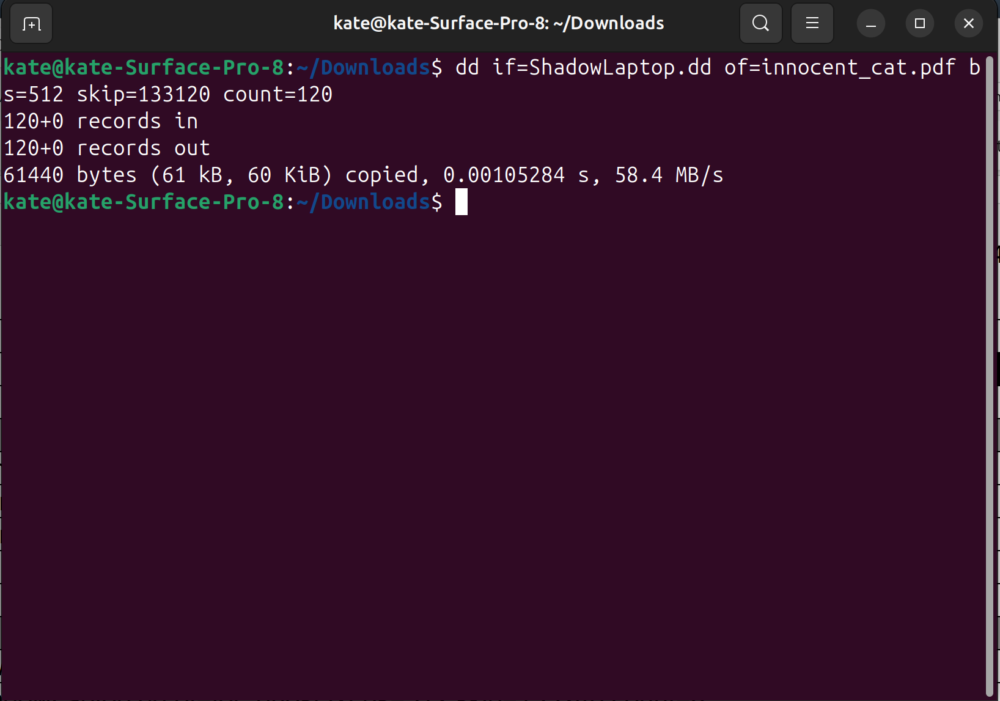 kate@kate-Surface-Pro-8: ~/Downloads
kate@kate-Surface-Pro-8:~/Downloads$ dd if=ShadowLaptop.dd of=innocent_cat.pdf b
s=512 skip=133120 count=120
120+0 records in
120+0 records out
61440 bytes (61 kB, 60 KiB) copied, 0.00105284 s, 58.4 MB/s
kate@kate-Surface-Pro-8:~/Downloads$